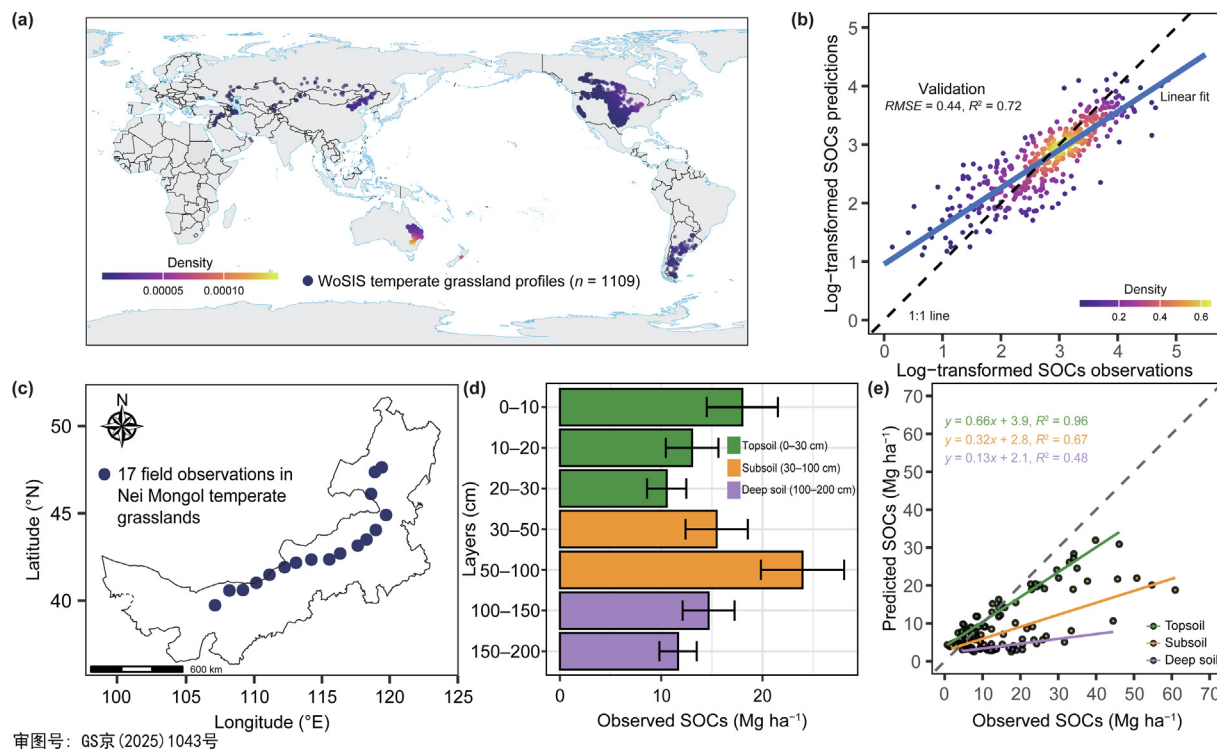 (a)
Density
0.00005 0.00010
WoSIS temperate grassland profiles (n = 1109)
(b)
Log−transformed SOCs predictions
5
4
3
2
1
0
Validation
RMSE = 0.44, R² = 0.72
Linear fit
1:1 line
Density
0.2 0.4 0.6
0 1 2 3 4 5
Log−transformed SOCs observations
(c)
Latitude (°N)
50
45
40
N
17 field observations in
Nei Mongol temperate
grasslands
600 km
100 105 110 115 120 125
Longitude (°E)
(d)
Layers (cm)
0–10
10–20
20–30
30–50
50–100
100–150
150–200
Topsoil (0–30 cm)
Subsoil (30–100 cm)
Deep soil (100–200 cm)
0 10 20
Observed SOCs (Mg ha⁻¹)
(e)
Predicted SOCs (Mg ha⁻¹)
70
60
50
40
30
20
10
0
y = 0.66x + 3.9, R² = 0.96
y = 0.32x + 2.8, R² = 0.67
y = 0.13x + 2.1, R² = 0.48
Topsoil
Subsoil
Deep soil
0 10 20 30 40 50 60 70
Observed SOCs (Mg ha⁻¹)
审图号: GS京(2025)1043号